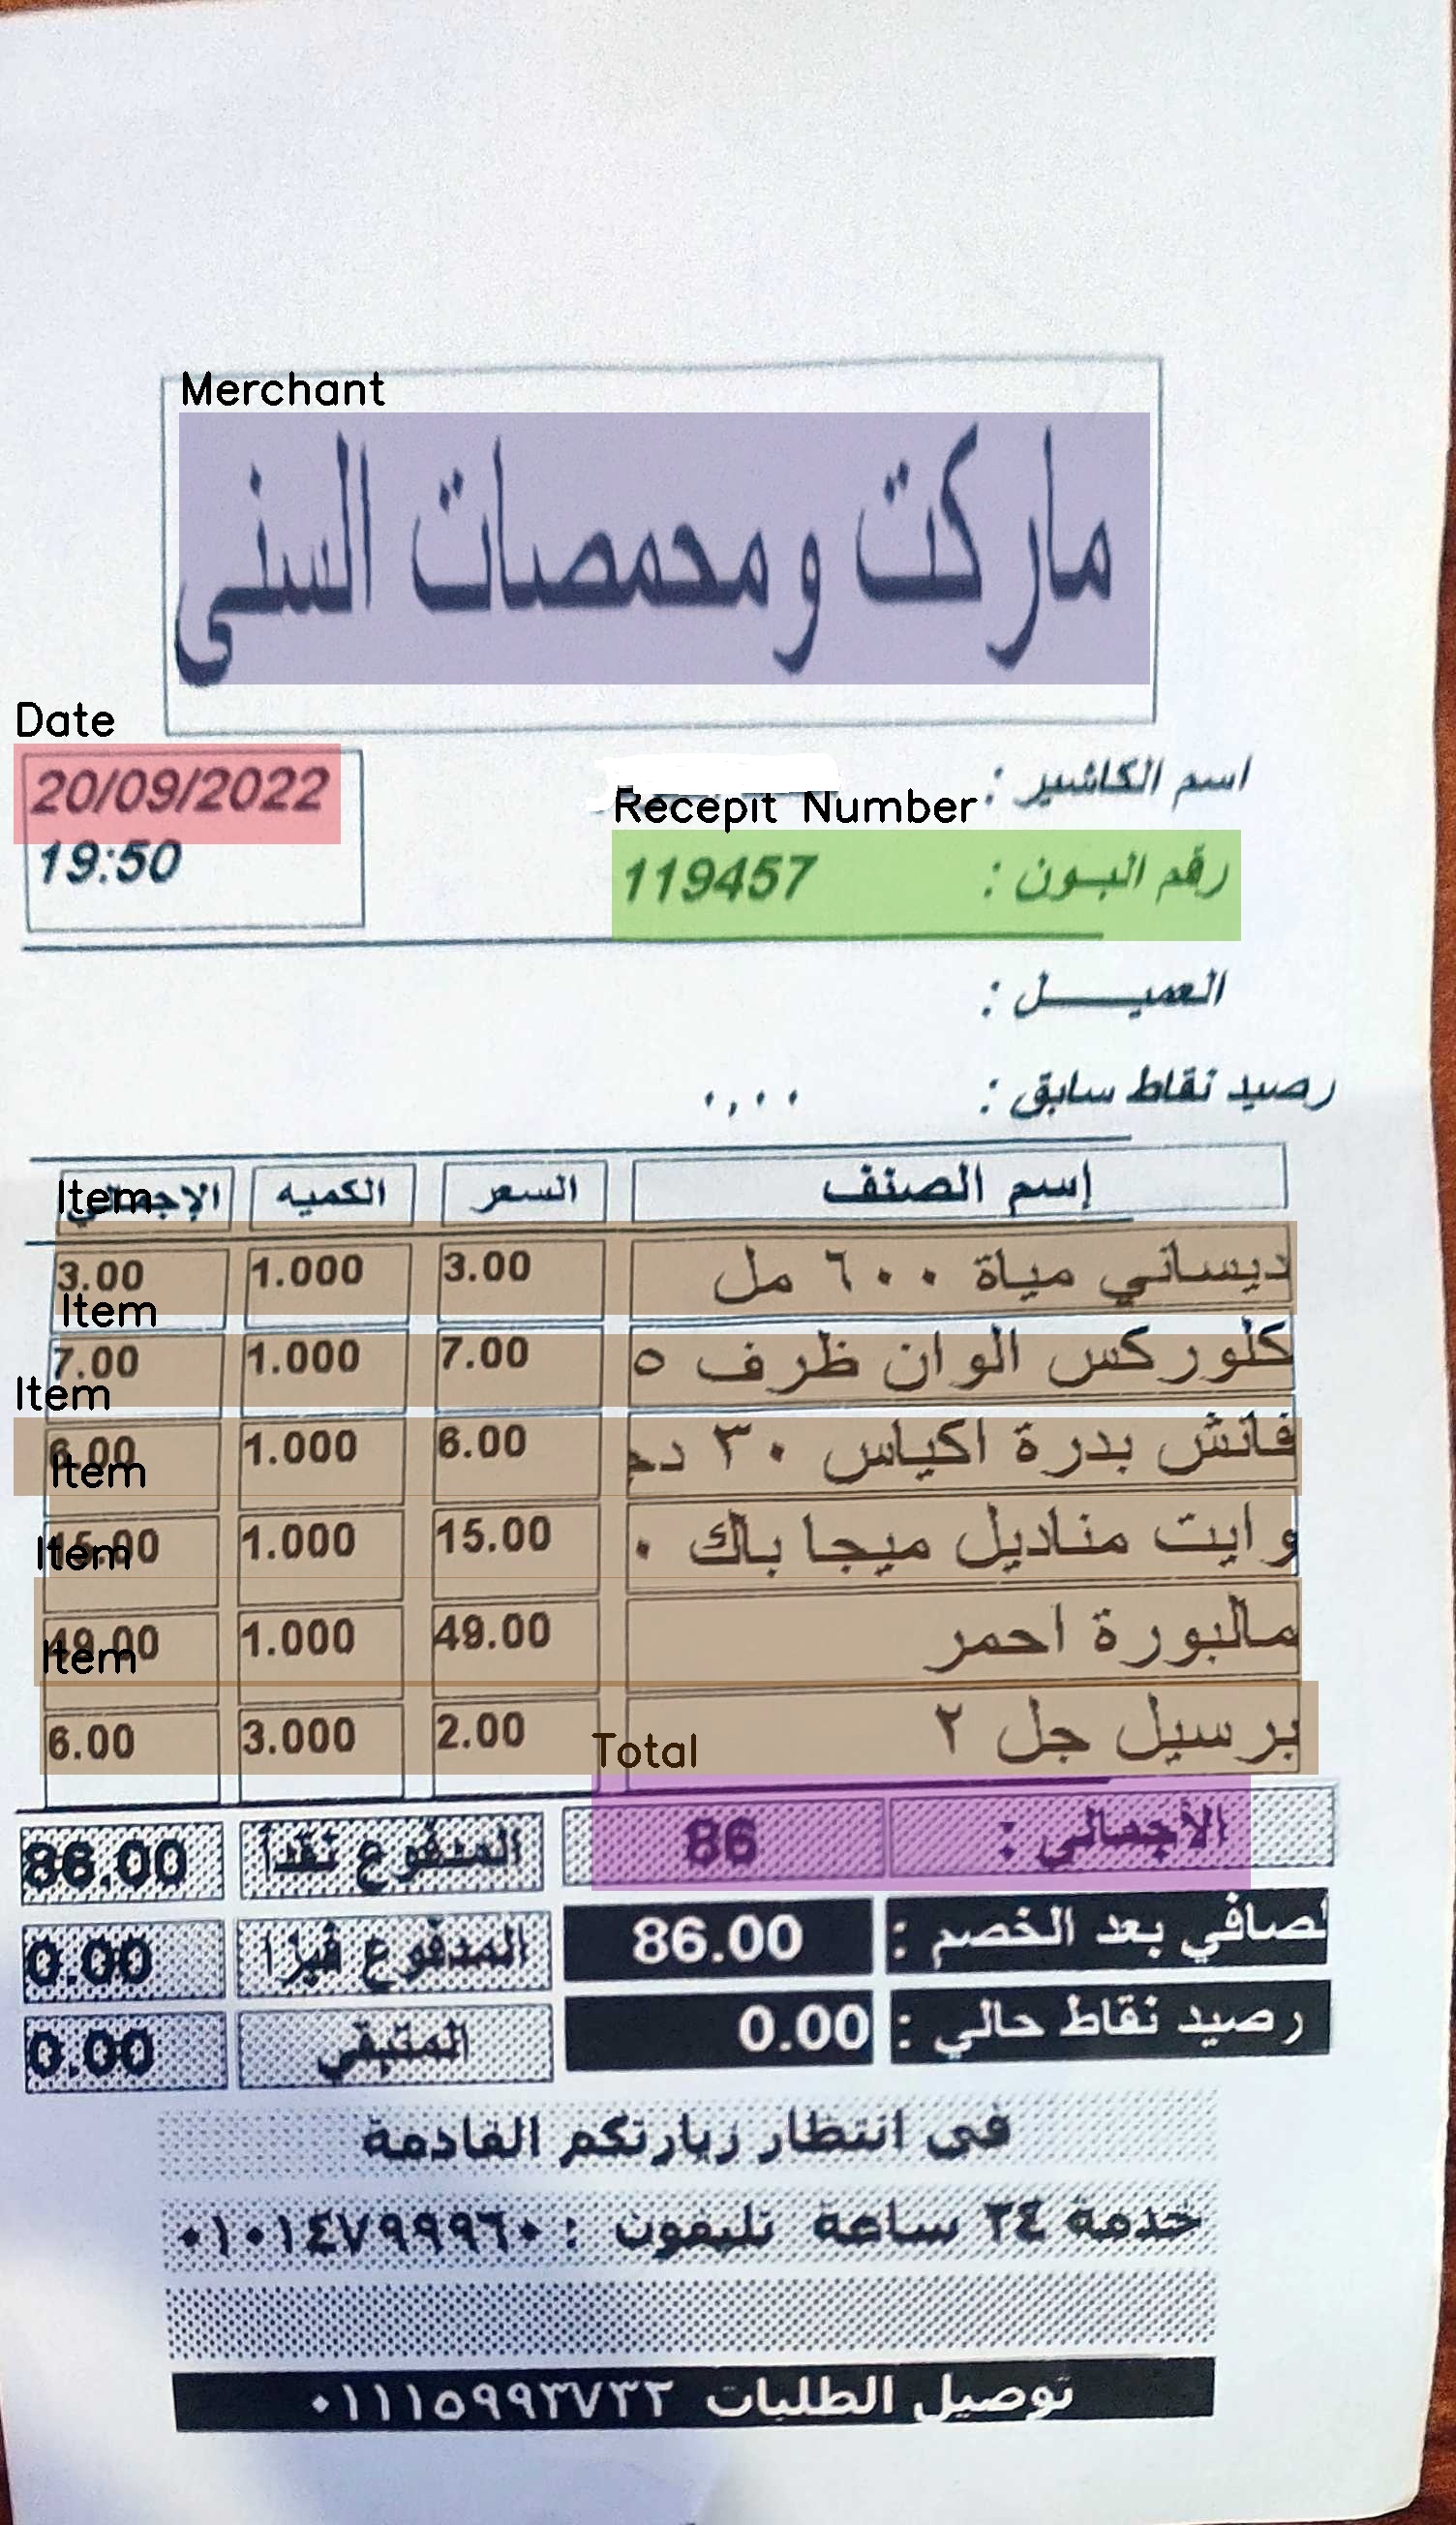 Merchant
ماركت ومحمصات السنى
Date
20/09/2022
19:50
اسم الكاشير :
Recepit Number
رقم البون : 119457
العميـــل :
رصيد نقاط سابق : ٠,٠٠
إسم الصنف السعر الكميه الإجمالي
Item
ديساني مياة ٦٠٠ مل 3.00 1.000 3.00
Item
كلوركس الوان ظرف ٥ 7.00 1.000 7.00
Item
فانش بدرة اكياس ٣٠ دج 6.00 1.000 6.00
Item
وايت مناديل ميجا باك ٠ 15.00 1.000 15.00
Item
مالبورة احمر 49.00 1.000 49.00
Item
برسيل جل ٢ 2.00 3.000 6.00
Total
الأجمالى : 86 المدفوع نقدأ 86.00
لصافي بعد الخصم : 86.00 المدفوع فيزا 0.00
رصيد نقاط حالي : 0.00 المتبقي 0.00
فى انتظار زيارتكم القادمة
خدمة ٢٤ ساعة تليفون : ٠١٠١٤٧٩٩٩٦٠
توصيل الطلبات ٠١١١٥٩٩٣٧٣٢